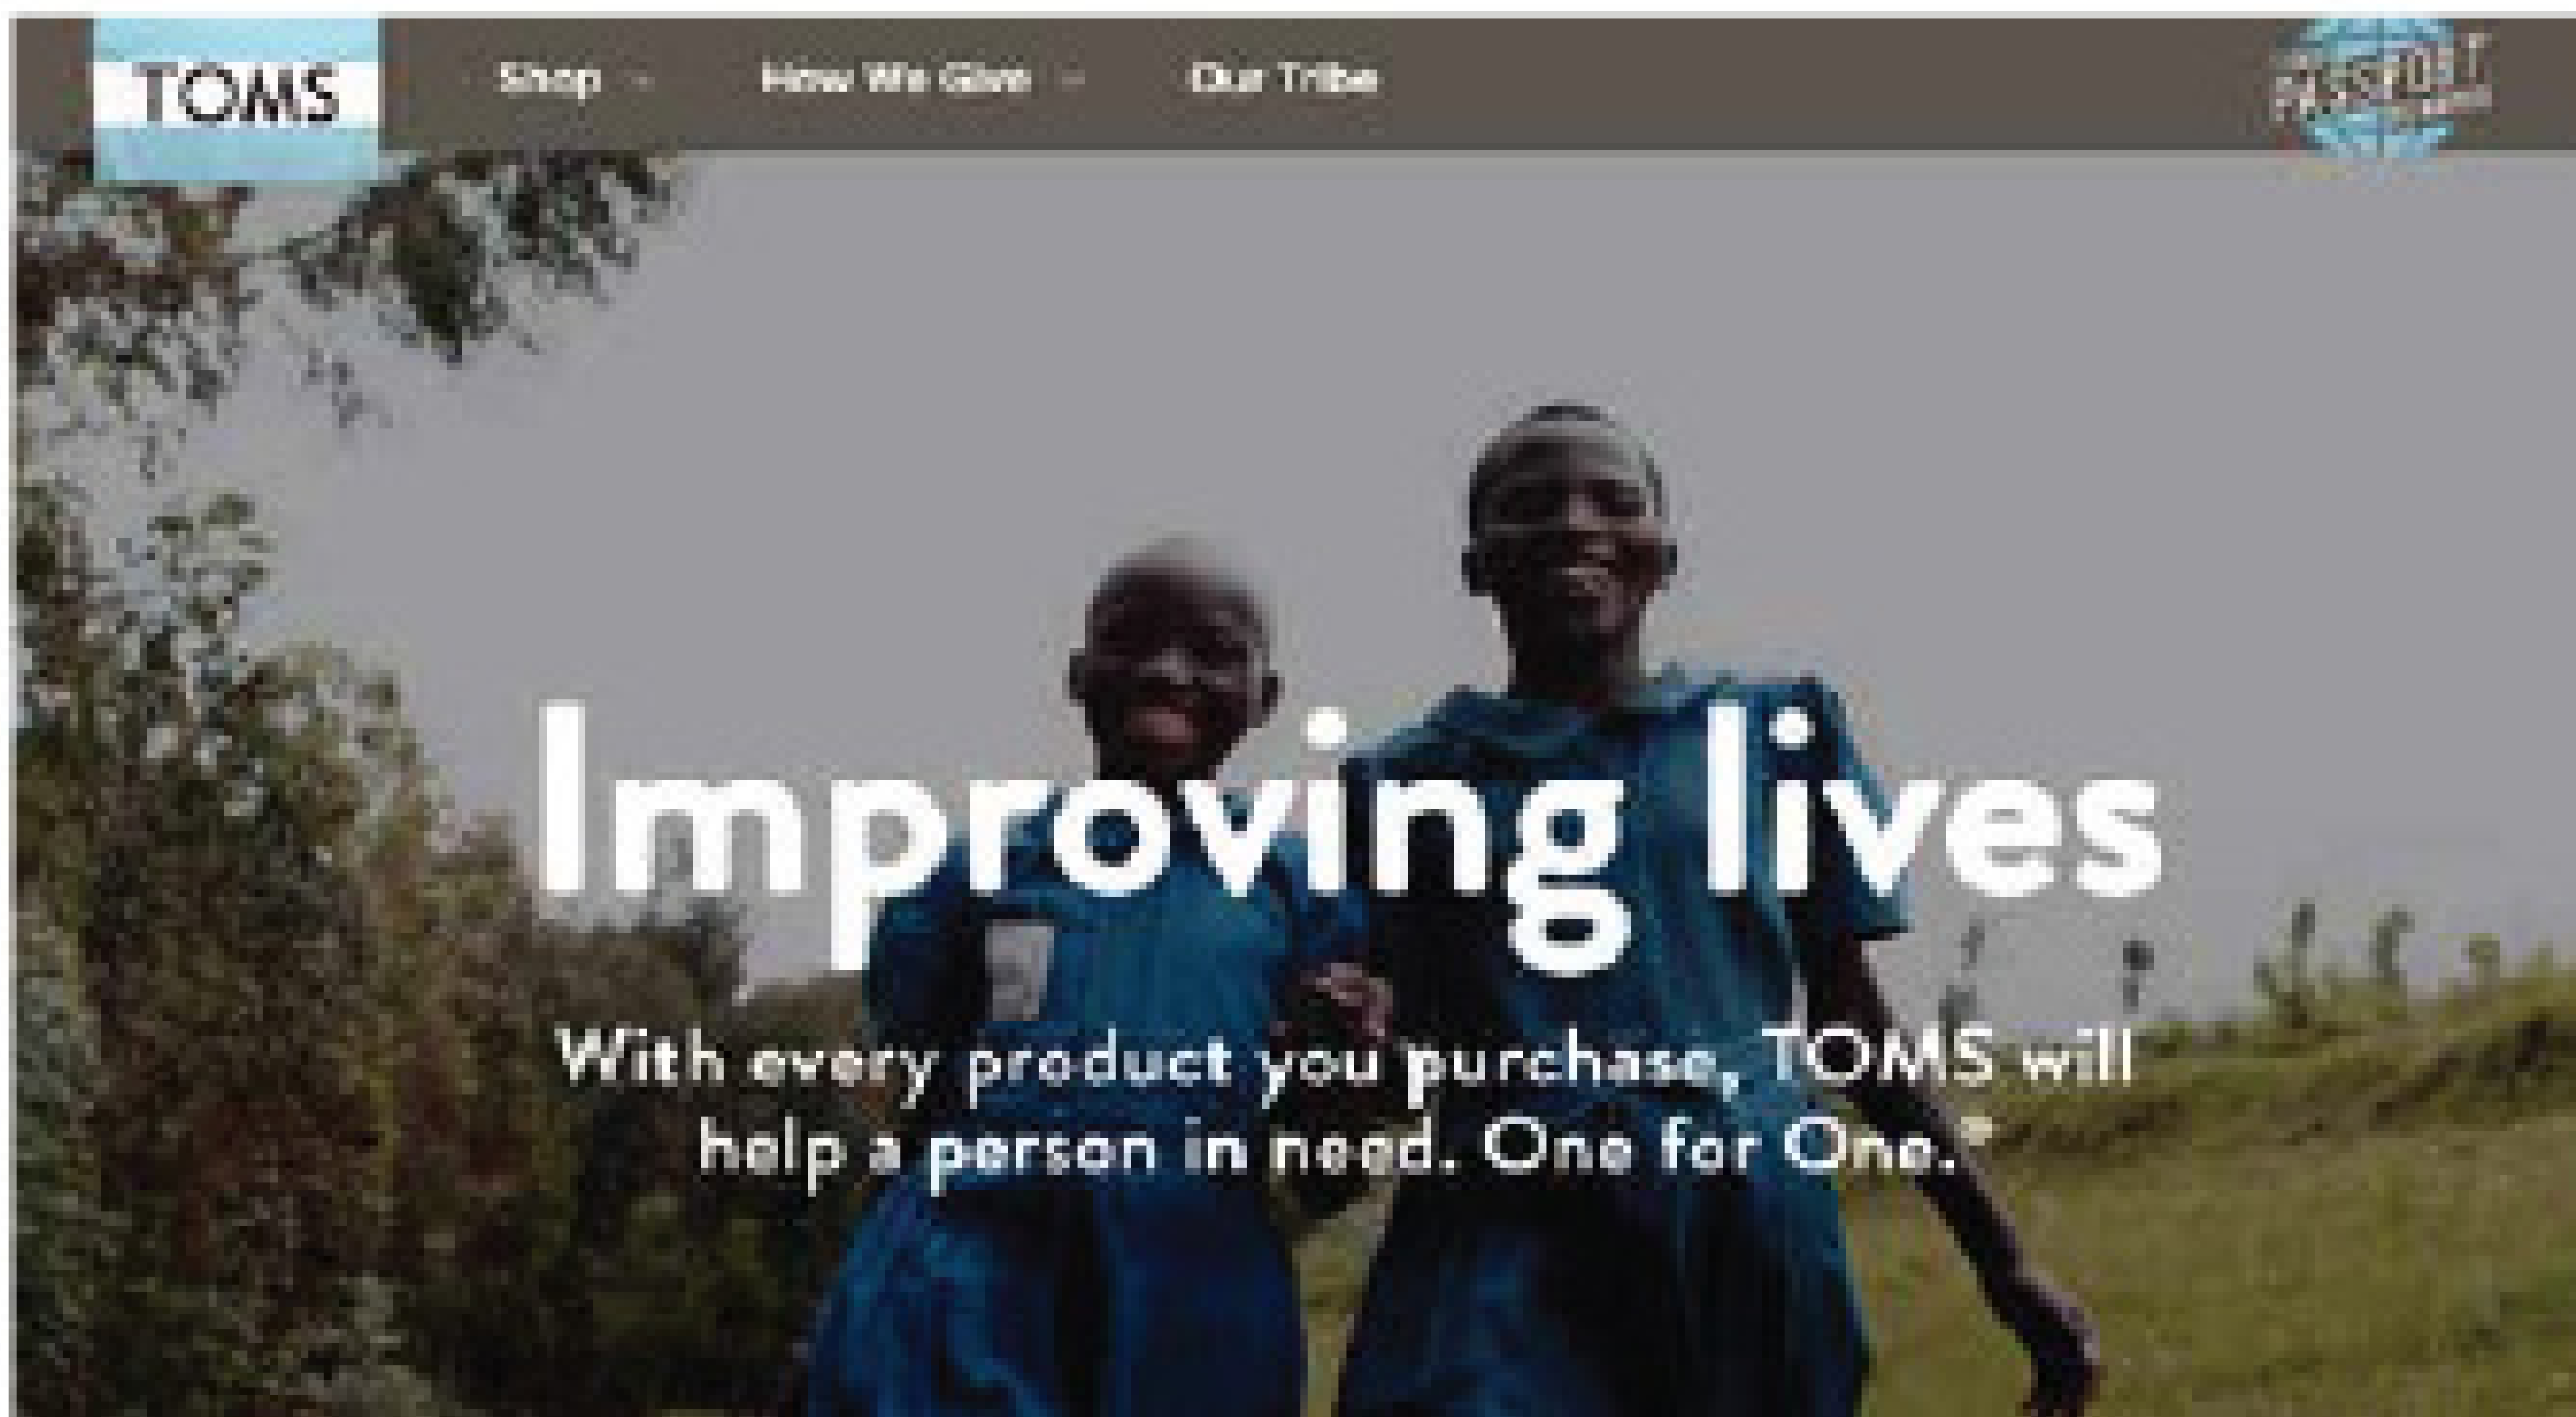 TOMS
Shop
How We Give
Our Tribe
PASSPORT
Improving lives
With every product you purchase, TOMS will
help a person in need. One for One.